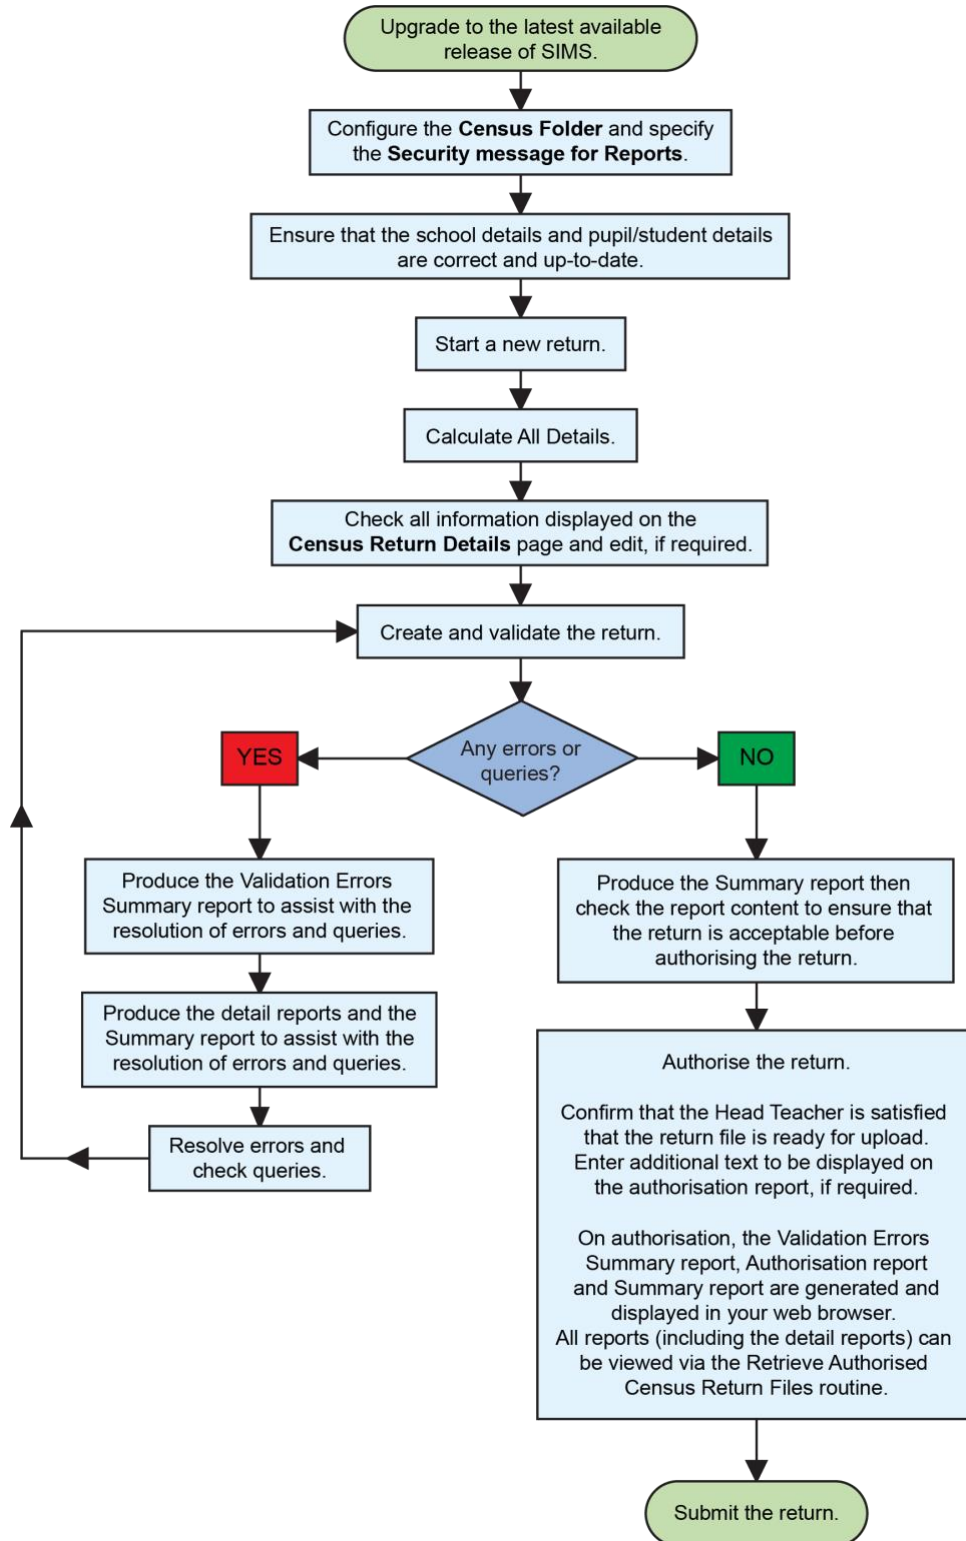 Upgrade to the latest available
release of SIMS.
Configure the Census Folder and specify
the Security message for Reports.
Ensure that the school details and pupil/student details
are correct and up-to-date.
Start a new return.
Calculate All Details.
Check all information displayed on the
Census Return Details page and edit, if required.
Create and validate the return.
Any errors or
queries?
YES
NO
Produce the Validation Errors
Summary report to assist with the
resolution of errors and queries.
Produce the detail reports and the
Summary report to assist with the
resolution of errors and queries.
Resolve errors and
check queries.
Produce the Summary report then
check the report content to ensure that
the return is acceptable before
authorising the return.
Authorise the return.
Confirm that the Head Teacher is satisfied
that the return file is ready for upload.
Enter additional text to be displayed on
the authorisation report, if required.
On authorisation, the Validation Errors
Summary report, Authorisation report
and Summary report are generated and
displayed in your web browser.
All reports (including the detail reports) can
be viewed via the Retrieve Authorised
Census Return Files routine.
Submit the return.